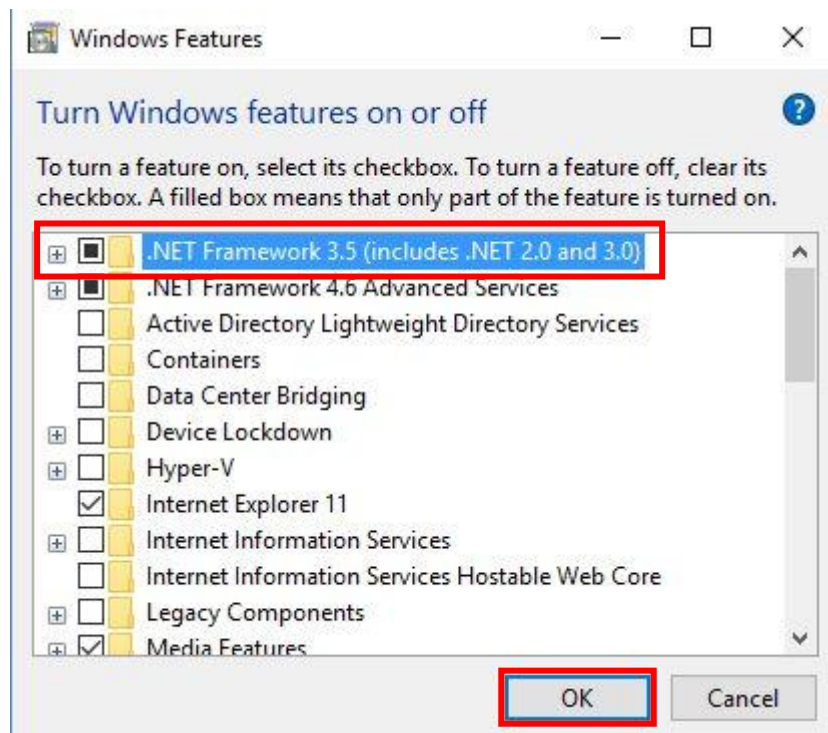 Windows Features
Turn Windows features on or off
?
To turn a feature on, select its checkbox. To turn a feature off, clear its
checkbox. A filled box means that only part of the feature is turned on.
.NET Framework 3.5 (includes .NET 2.0 and 3.0)
.NET Framework 4.6 Advanced Services
Active Directory Lightweight Directory Services
Containers
Data Center Bridging
Device Lockdown
Hyper-V
Internet Explorer 11
Internet Information Services
Internet Information Services Hostable Web Core
Legacy Components
Media Features
OK
Cancel